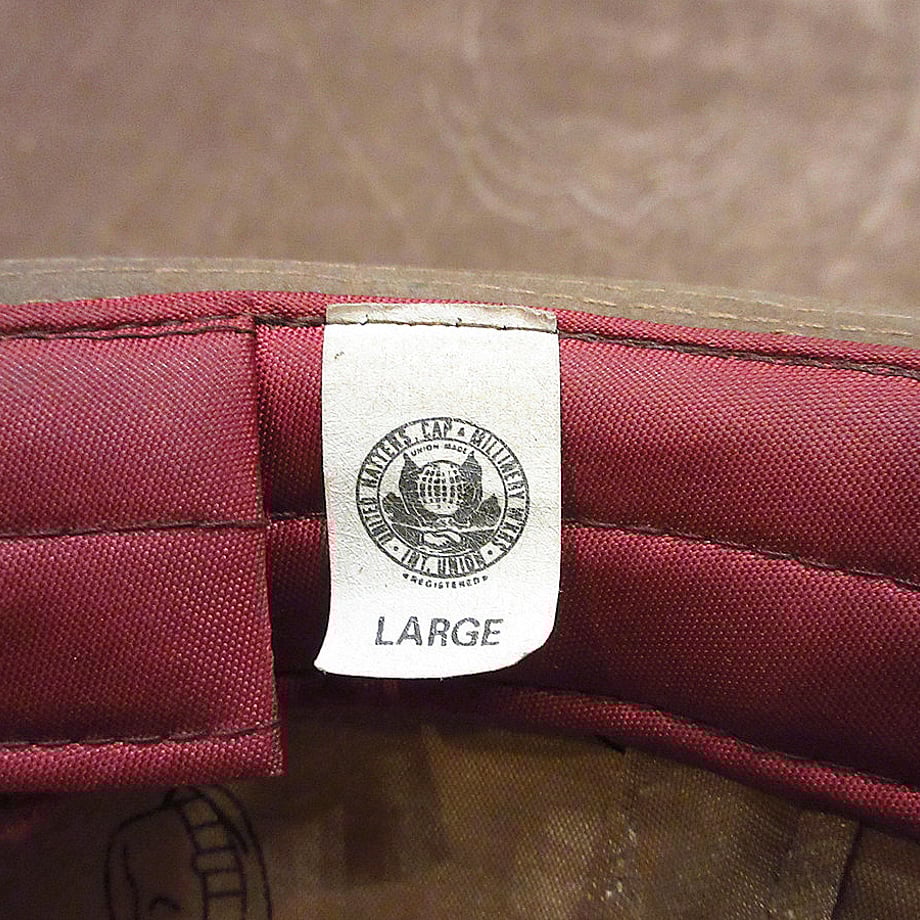 UNITED HATTERS, CAP & MILLINERY WKRS
UNION MADE
INT. UNION
REGISTERED
LARGE